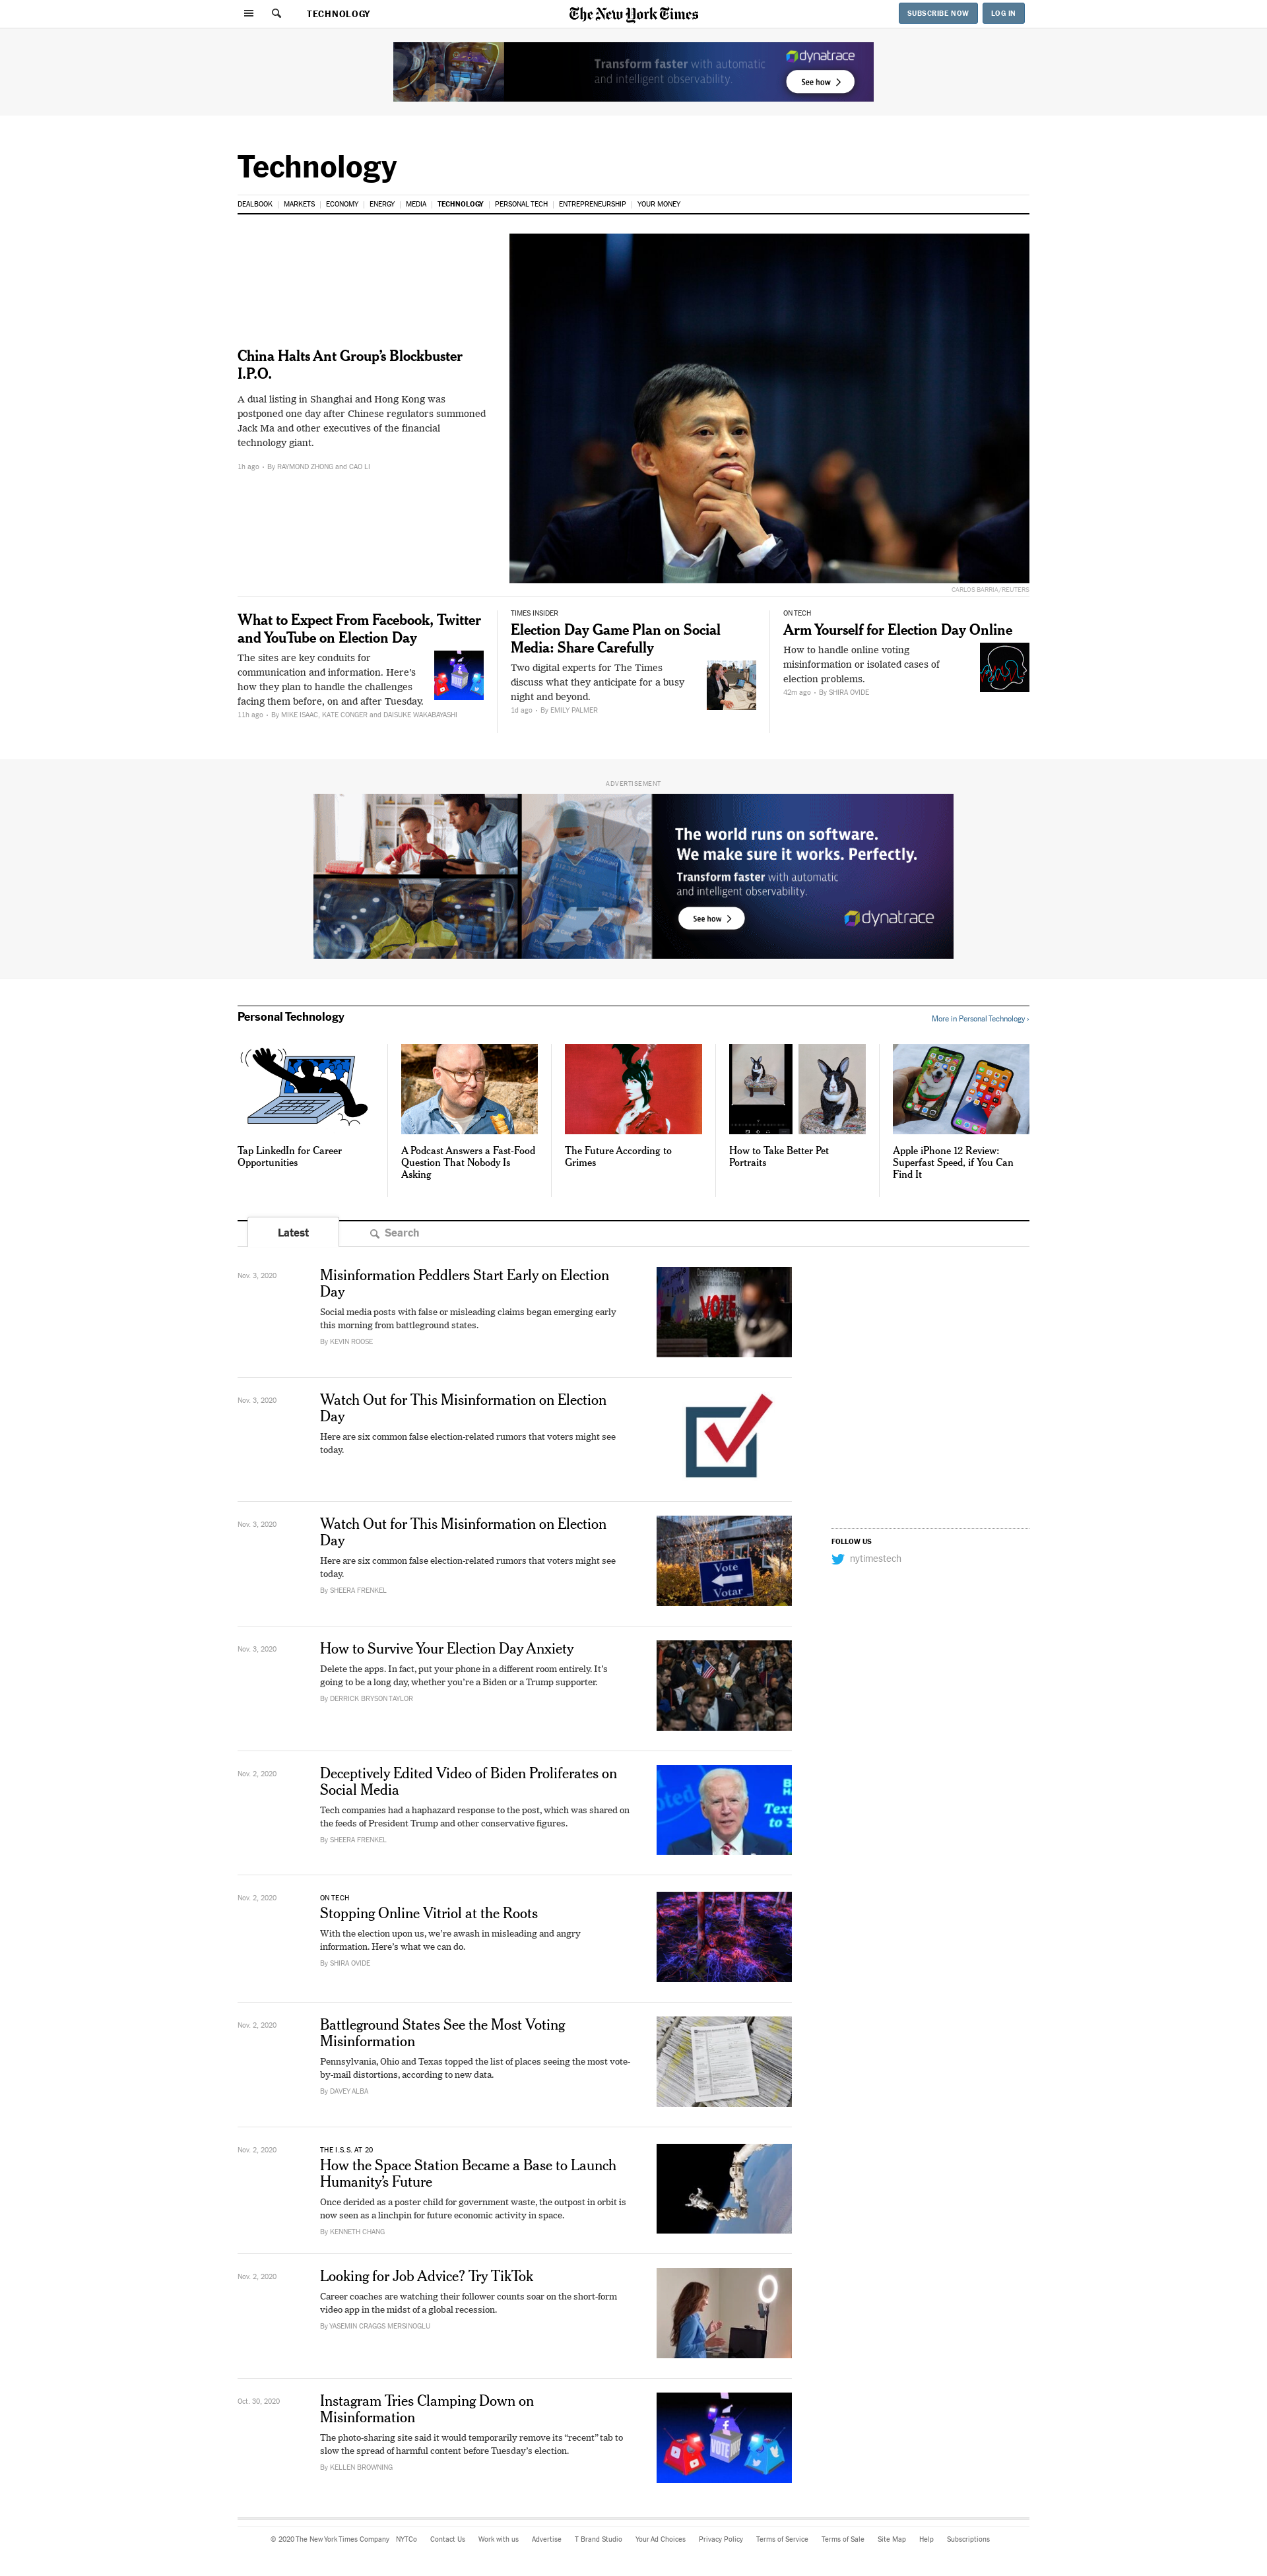 TECHNOLOGY
The New York Times
SUBSCRIBE NOW
LOG IN
Transform faster with automatic
and intelligent observability.
dynatrace
See how
Technology
DEALBOOK
MARKETS
ECONOMY
ENERGY
MEDIA
TECHNOLOGY
PERSONAL TECH
ENTREPRENEURSHIP
YOUR MONEY
China Halts Ant Group’s Blockbuster
I.P.O.
A dual listing in Shanghai and Hong Kong was
postponed one day after Chinese regulators summoned
Jack Ma and other executives of the financial
technology giant.
1h ago • By RAYMOND ZHONG and CAO LI
CARLOS BARRIA/REUTERS
What to Expect From Facebook, Twitter
and YouTube on Election Day
The sites are key conduits for
communication and information. Here’s
how they plan to handle the challenges
facing them before, on and after Tuesday.
11h ago • By MIKE ISAAC, KATE CONGER and DAISUKE WAKABAYASHI
TIMES INSIDER
Election Day Game Plan on Social
Media: Share Carefully
Two digital experts for The Times
discuss what they anticipate for a busy
night and beyond.
1d ago • By EMILY PALMER
ON TECH
Arm Yourself for Election Day Online
How to handle online voting
misinformation or isolated cases of
election problems.
42m ago • By SHIRA OVIDE
ADVERTISEMENT
The world runs on software.
We make sure it works. Perfectly.
Transform faster with automatic
and intelligent observability.
See how
dynatrace
Personal Technology
More in Personal Technology ›
Tap LinkedIn for Career
Opportunities
A Podcast Answers a Fast-Food
Question That Nobody Is
Asking
The Future According to
Grimes
How to Take Better Pet
Portraits
Apple iPhone 12 Review:
Superfast Speed, if You Can
Find It
Latest
Search
Nov. 3, 2020
Misinformation Peddlers Start Early on Election
Day
Social media posts with false or misleading claims began emerging early
this morning from battleground states.
By KEVIN ROOSE
VOTE
Nov. 3, 2020
Watch Out for This Misinformation on Election
Day
Here are six common false election-related rumors that voters might see
today.
Nov. 3, 2020
Watch Out for This Misinformation on Election
Day
Here are six common false election-related rumors that voters might see
today.
By SHEERA FRENKEL
Vote
Votar
FOLLOW US
nytimestech
Nov. 3, 2020
How to Survive Your Election Day Anxiety
Delete the apps. In fact, put your phone in a different room entirely. It’s
going to be a long day, whether you’re a Biden or a Trump supporter.
By DERRICK BRYSON TAYLOR
Nov. 2, 2020
Deceptively Edited Video of Biden Proliferates on
Social Media
Tech companies had a haphazard response to the post, which was shared on
the feeds of President Trump and other conservative figures.
By SHEERA FRENKEL
Text
to 3
Nov. 2, 2020
ON TECH
Stopping Online Vitriol at the Roots
With the election upon us, we’re awash in misleading and angry
information. Here’s what we can do.
By SHIRA OVIDE
Nov. 2, 2020
Battleground States See the Most Voting
Misinformation
Pennsylvania, Ohio and Texas topped the list of places seeing the most vote-
by-mail distortions, according to new data.
By DAVEY ALBA
Nov. 2, 2020
THE I.S.S. AT 20
How the Space Station Became a Base to Launch
Humanity’s Future
Once derided as a poster child for government waste, the outpost in orbit is
now seen as a linchpin for future economic activity in space.
By KENNETH CHANG
Nov. 2, 2020
Looking for Job Advice? Try TikTok
Career coaches are watching their follower counts soar on the short-form
video app in the midst of a global recession.
By YASEMIN CRAGGS MERSINOGLU
Oct. 30, 2020
Instagram Tries Clamping Down on
Misinformation
The photo-sharing site said it would temporarily remove its “recent” tab to
slow the spread of harmful content before Tuesday’s election.
By KELLEN BROWNING
VOTE
© 2020 The New York Times Company
NYTCo
Contact Us
Work with us
Advertise
T Brand Studio
Your Ad Choices
Privacy Policy
Terms of Service
Terms of Sale
Site Map
Help
Subscriptions